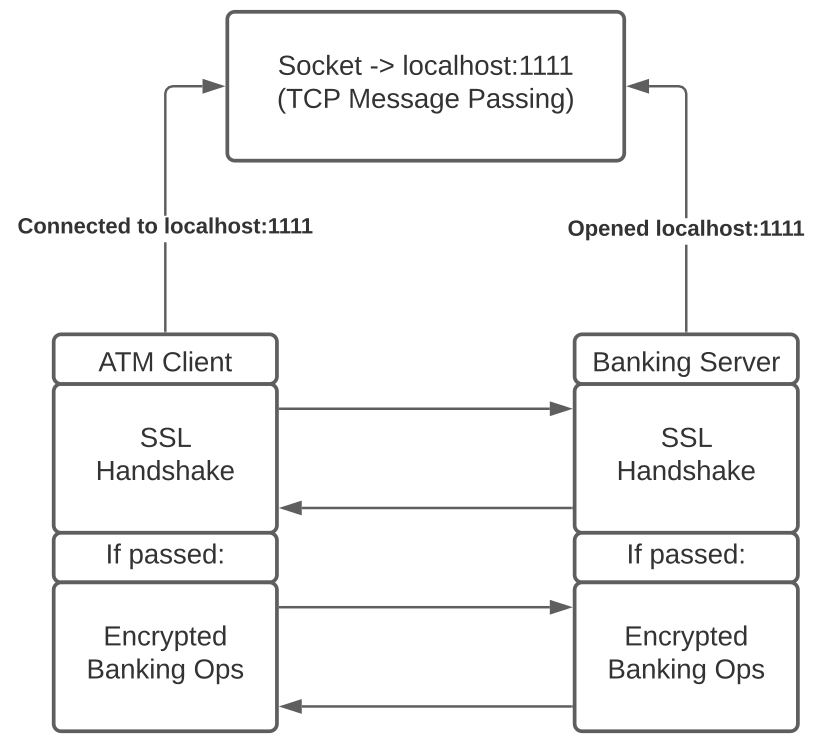 Socket -> localhost:1111
(TCP Message Passing)
Connected to localhost:1111
Opened localhost:1111
ATM Client
Banking Server
SSL
Handshake
SSL
Handshake
If passed:
If passed:
Encrypted
Banking Ops
Encrypted
Banking Ops